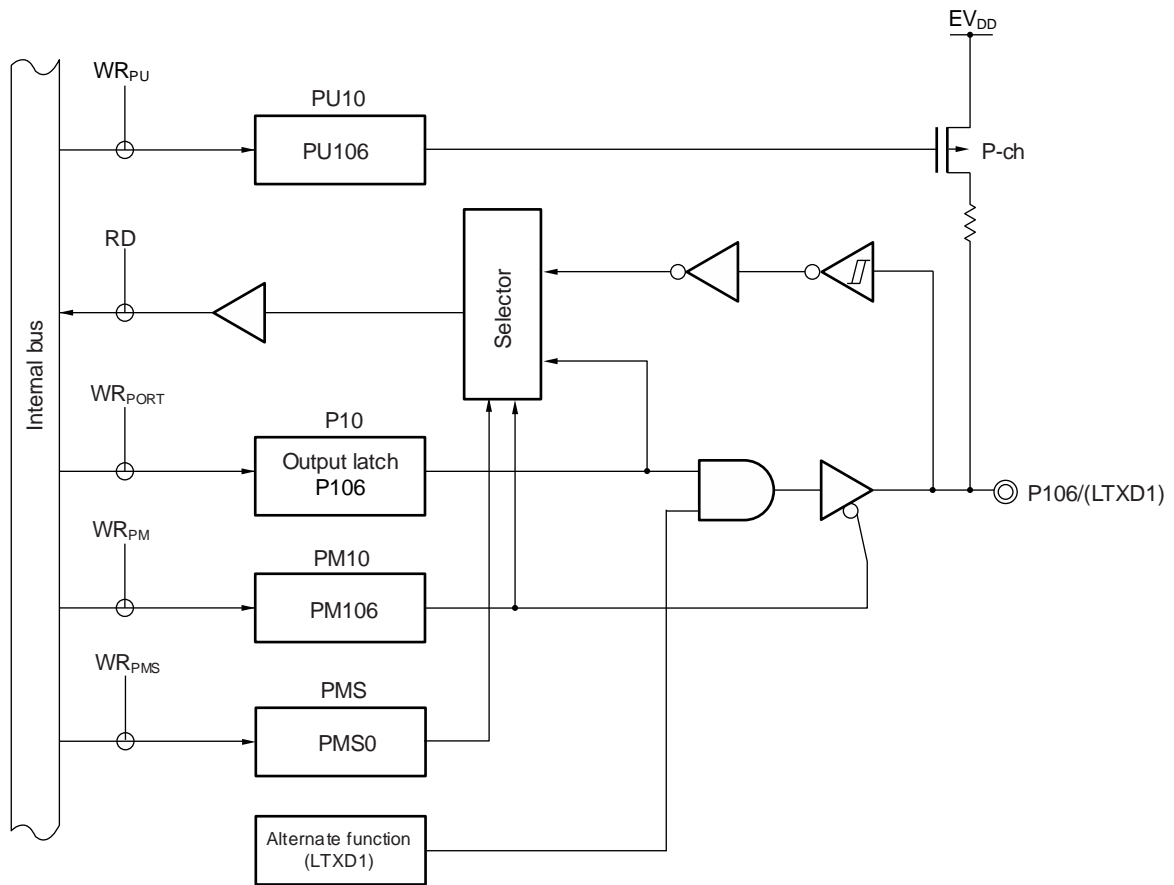 EVDD
WRPU
PU10
PU106
P-ch
RD
Selector
Internal bus
WRPORT
P10
Output latch
P106
P106/(LTXD1)
WRPM
PM10
PM106
WRPMS
PMS
PMS0
Alternate function
(LTXD1)